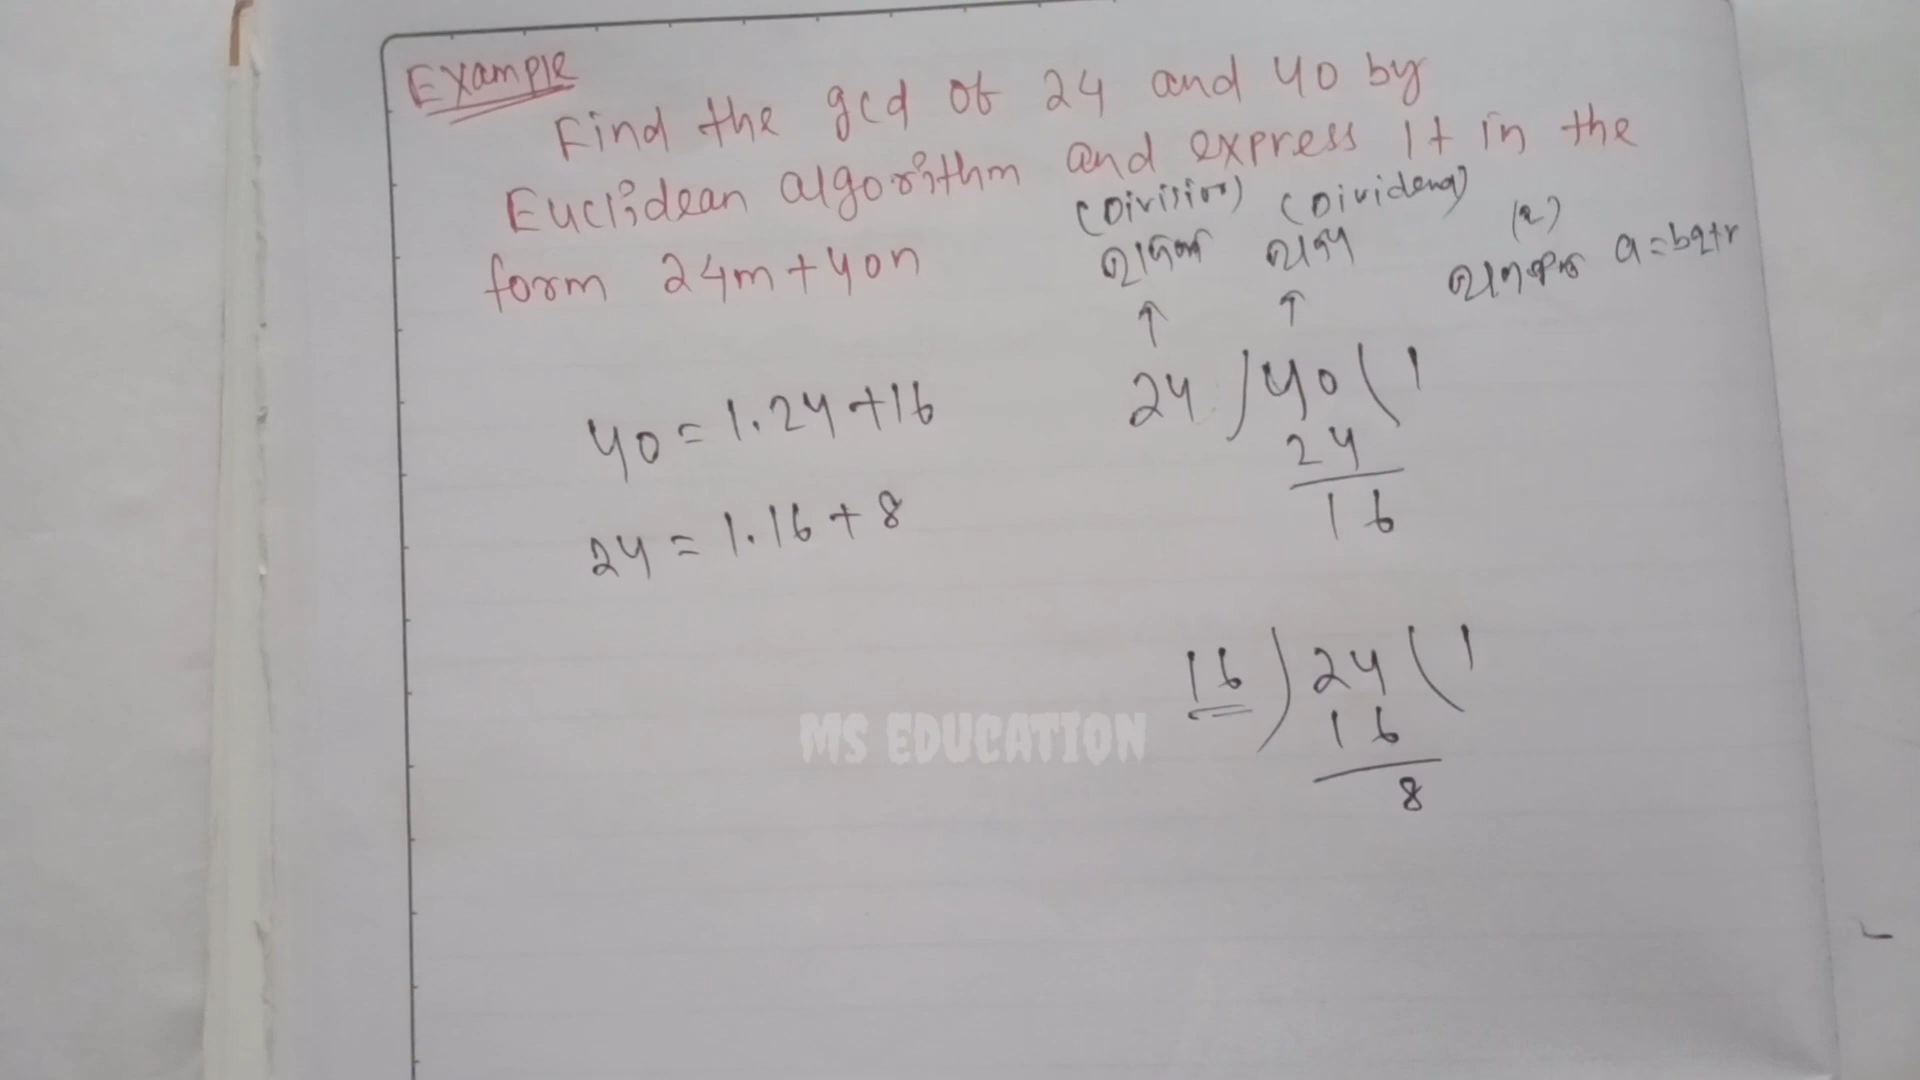 Example
Find the gcd of 24 and 40 by
Euclidean algorithm and express it in the
form 24m+40n
(Division) (Dividend)
(r)
a=bq+r
↑ ↑
24)40(1
24
16
40=1.24+16
24=1.16+8
16)24(1
16
8
MS EDUCATION